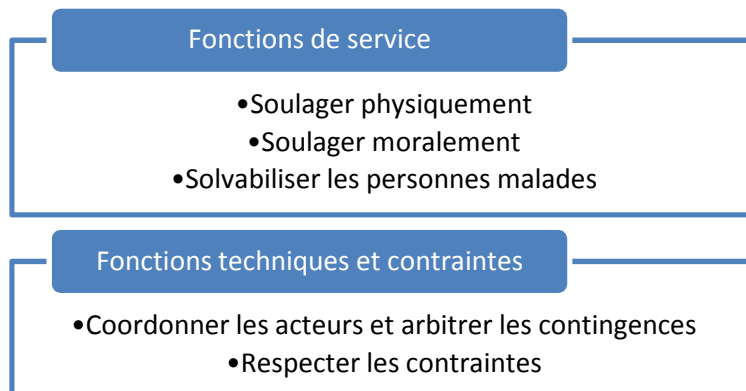 Fonctions de service
•Soulager physiquement
•Soulager moralement
•Solvabiliser les personnes malades
Fonctions techniques et contraintes
•Coordonner les acteurs et arbitrer les contingences
•Respecter les contraintes